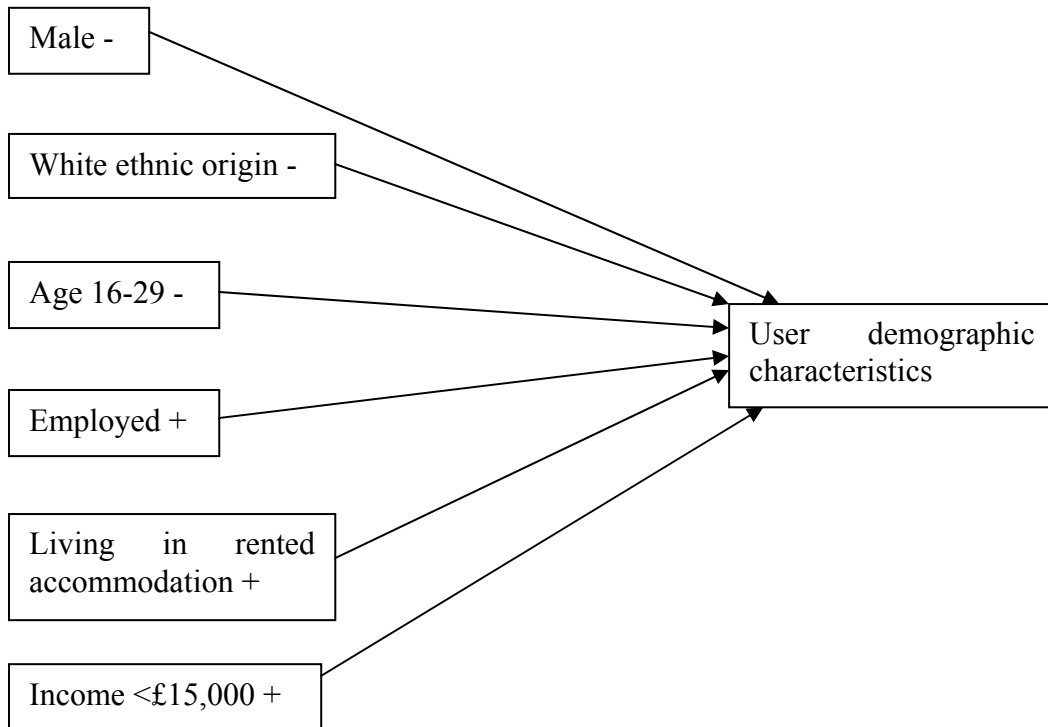 Male -
White ethnic origin -
Age 16-29 -
User demographic
characteristics
Employed +
Living in rented
accommodation +
Income <£15,000 +